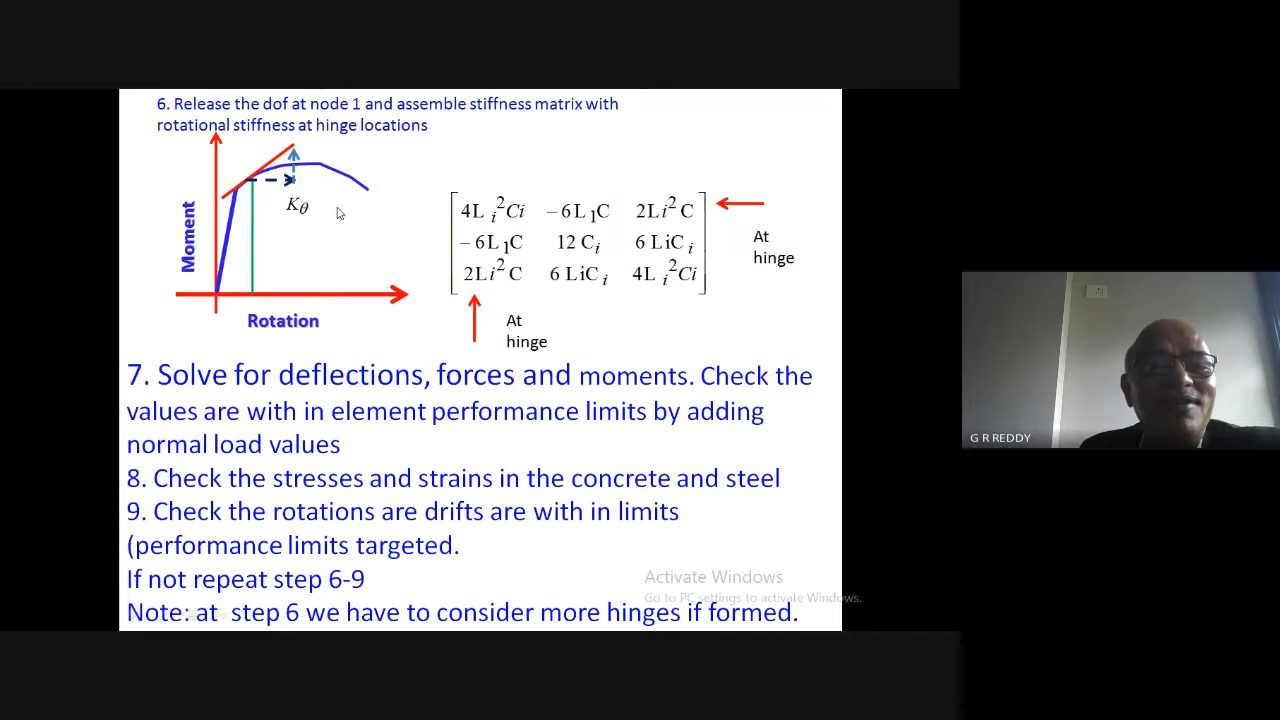 6. Release the dof at node 1 and assemble stiffness matrix with
rotational stiffness at hinge locations
Moment
Kθ
Rotation
4L i 2Ci − 6L 1C 2Li2 C
− 6L 1C 12 C i 6 LiC i
2Li2 C 6 LiC i 4L i 2Ci
At
hinge
At
hinge
7. Solve for deflections, forces and moments. Check the
values are with in element performance limits by adding
normal load values
8. Check the stresses and strains in the concrete and steel
9. Check the rotations are drifts are with in limits
(performance limits targeted.
If not repeat step 6-9
Note: at step 6 we have to consider more hinges if formed.
Activate Windows
Go to PC settings to activate Windows.
G R REDDY